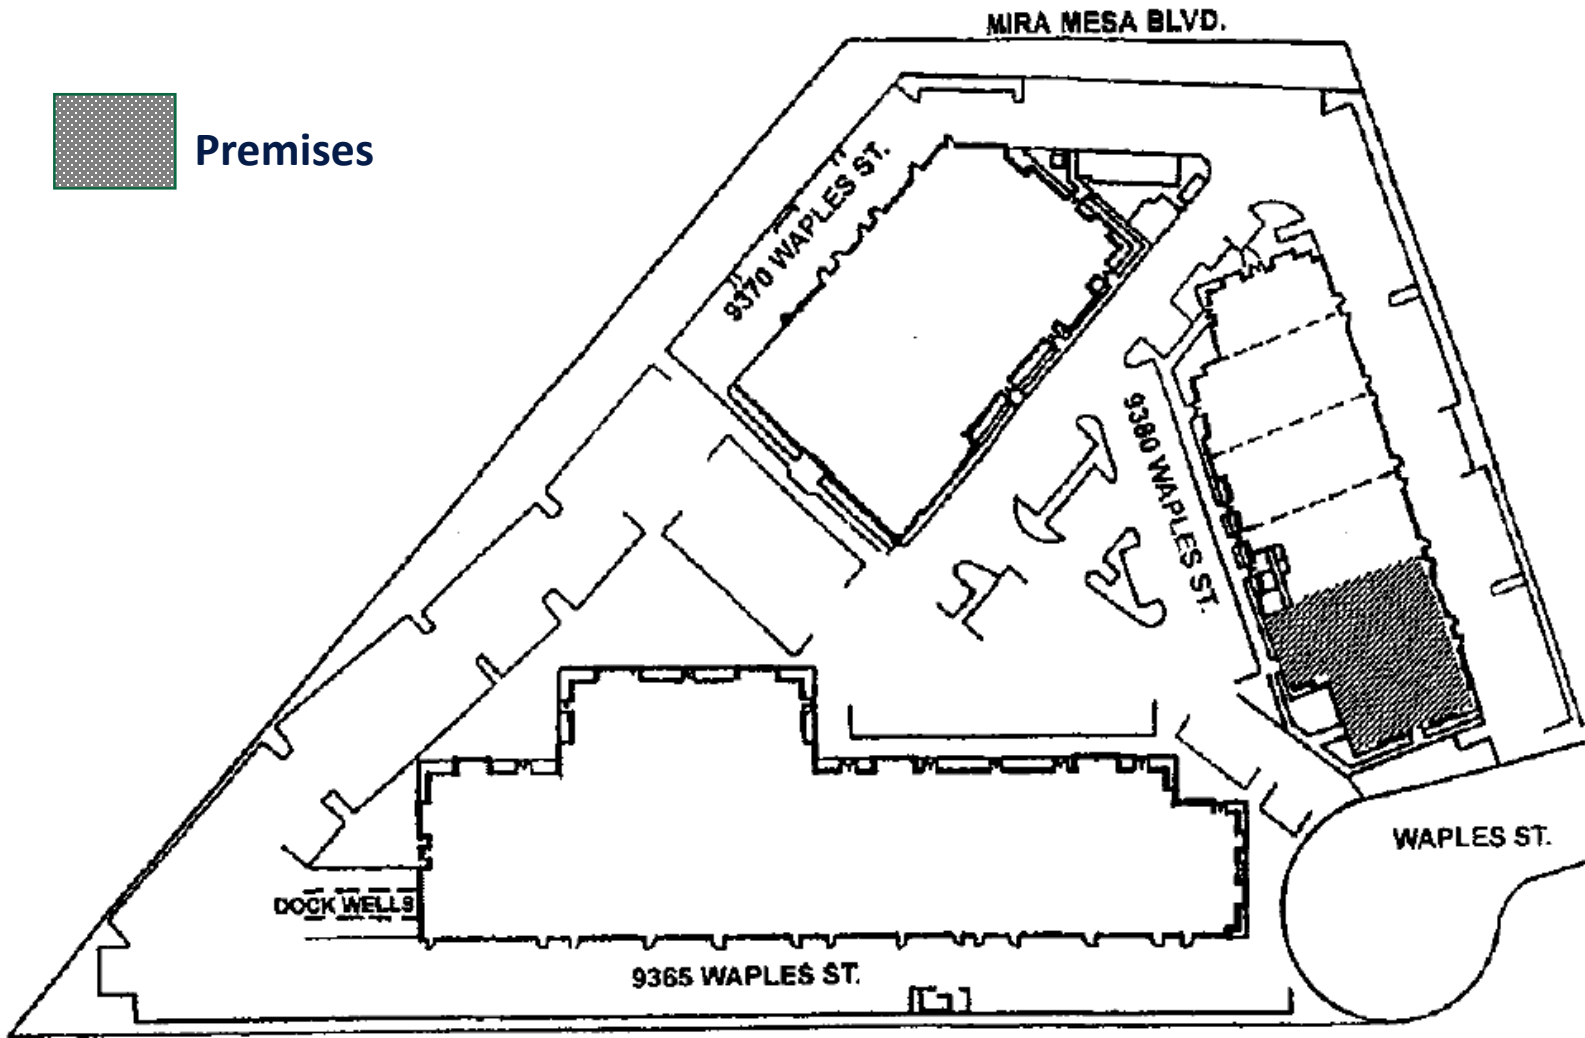 MIRA MESA BLVD.
Premises
9370 WAPLES ST.
9380 WAPLES ST.
WAPLES ST.
DOCK WELLS
9365 WAPLES ST.